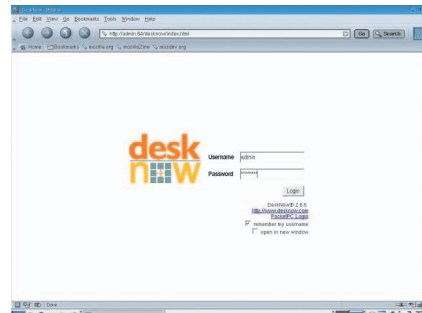 DeskNow - Mozilla
File Edit View Go Bookmarks Tools Window Help
Go Search
Home Bookmarks mozilla.org mozillaZine mozdev.org
desk
now
Username admin
Password
Login
DeskNow® 2.6.6
http://www.desknow.com
PocketPC Login
remember my username
open in new window
Done